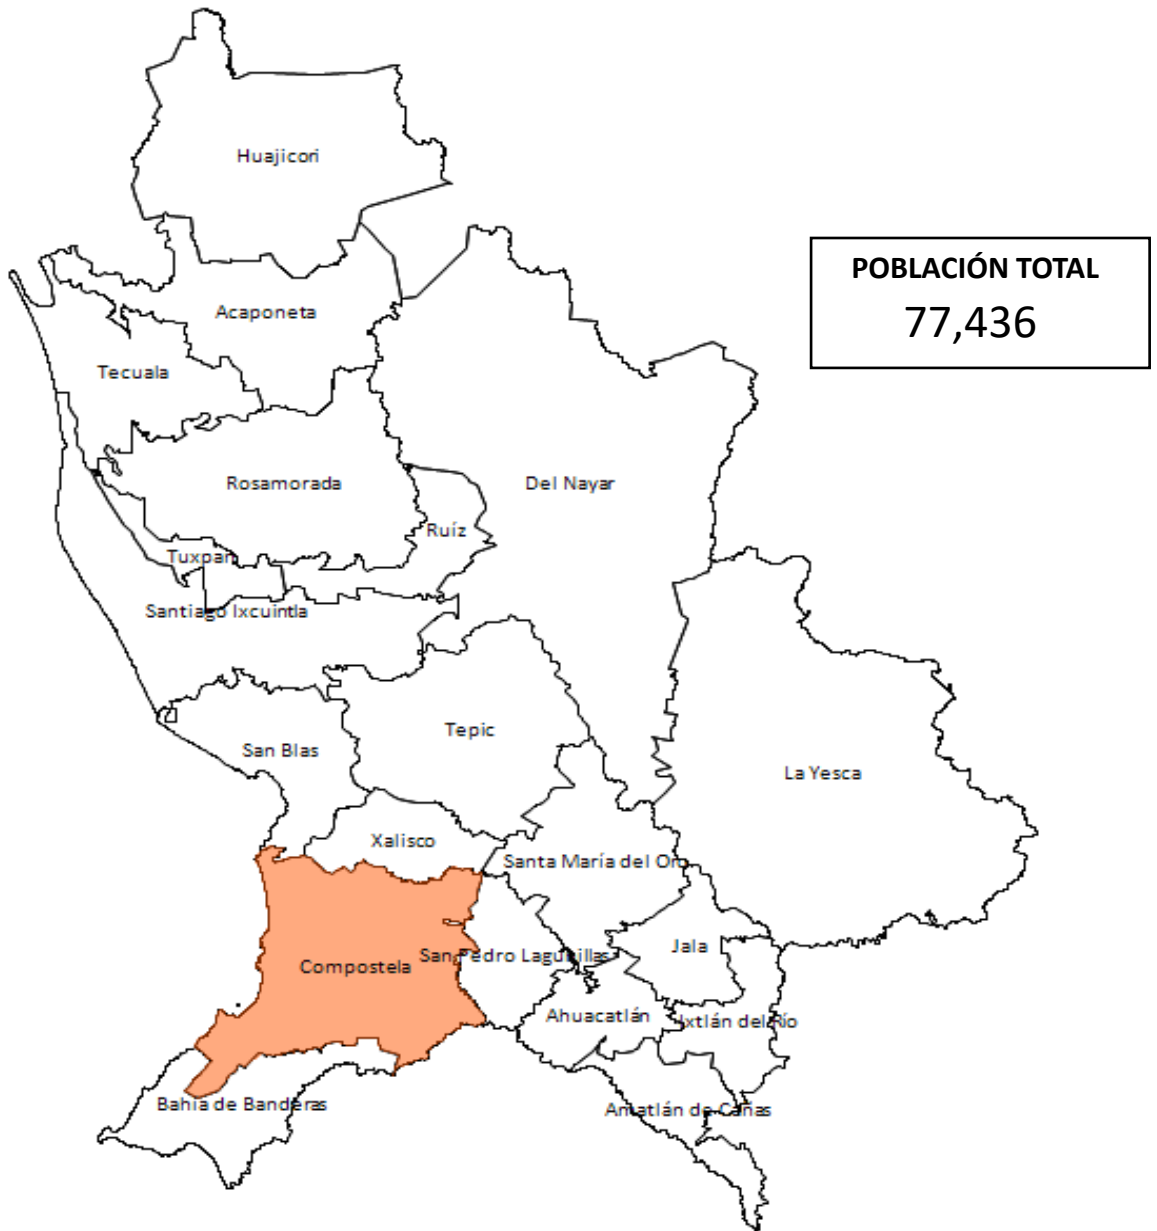 Huajicori
POBLACIÓN TOTAL
77,436
Acaponeta
Tecuala
Rosamorada
Del Nayar
Ruíz
Tuxpan
Santiago Ixcuintla
Tepic
San Blas
La Yesca
Xalisco
Santa María del Oro
Jala
San Pedro Lagunillas
Compostela
Ahuacatlán
Ixtlán del Río
Bahía de Banderas
Amatlán de Cañas